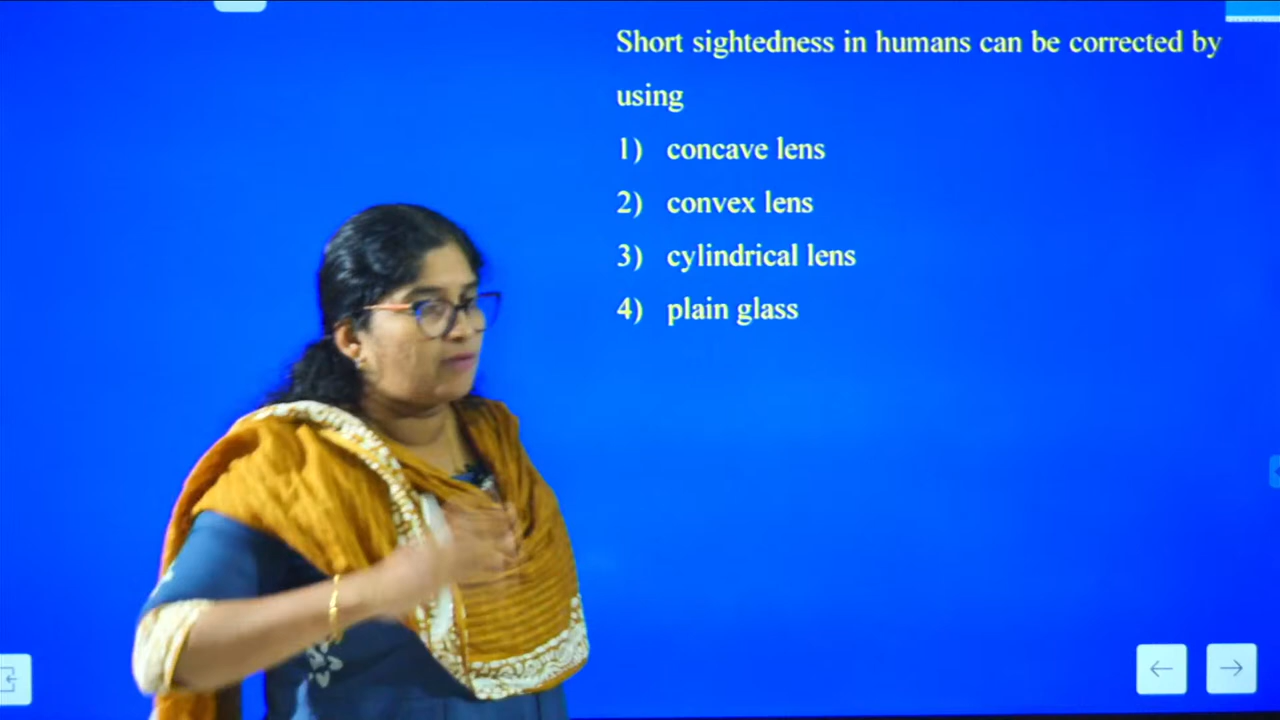 Short sightedness in humans can be corrected by
using
1) concave lens
2) convex lens
3) cylindrical lens
4) plain glass